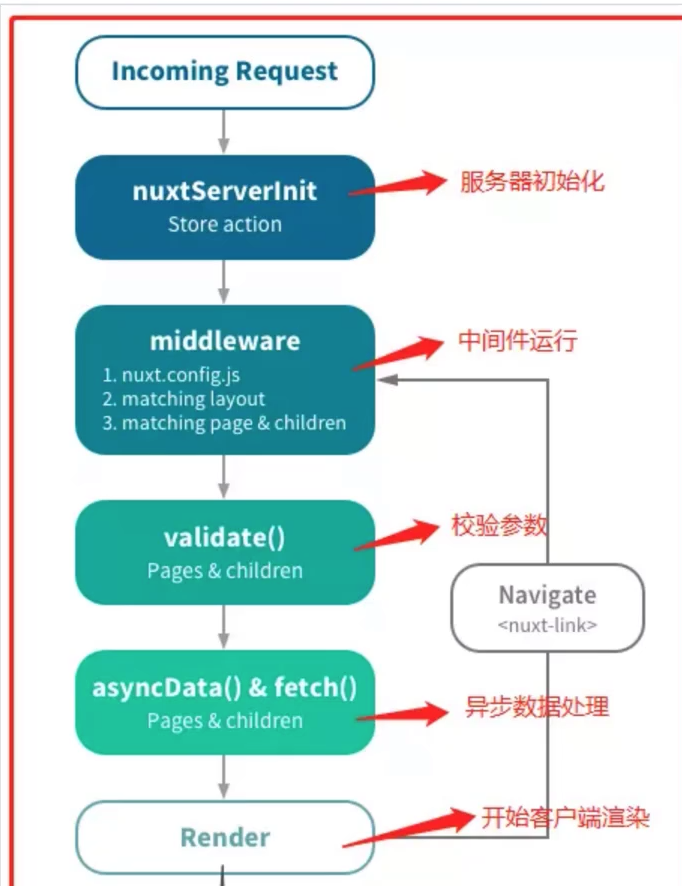 Incoming Request
nuxtServerInit
Store action
服务器初始化
middleware
1. nuxt.config.js
2. matching layout
3. matching page & children
中间件运行
validate()
Pages & children
校验参数
Navigate
<nuxt-link>
asyncData() & fetch()
Pages & children
异步数据处理
Render
开始客户端渲染